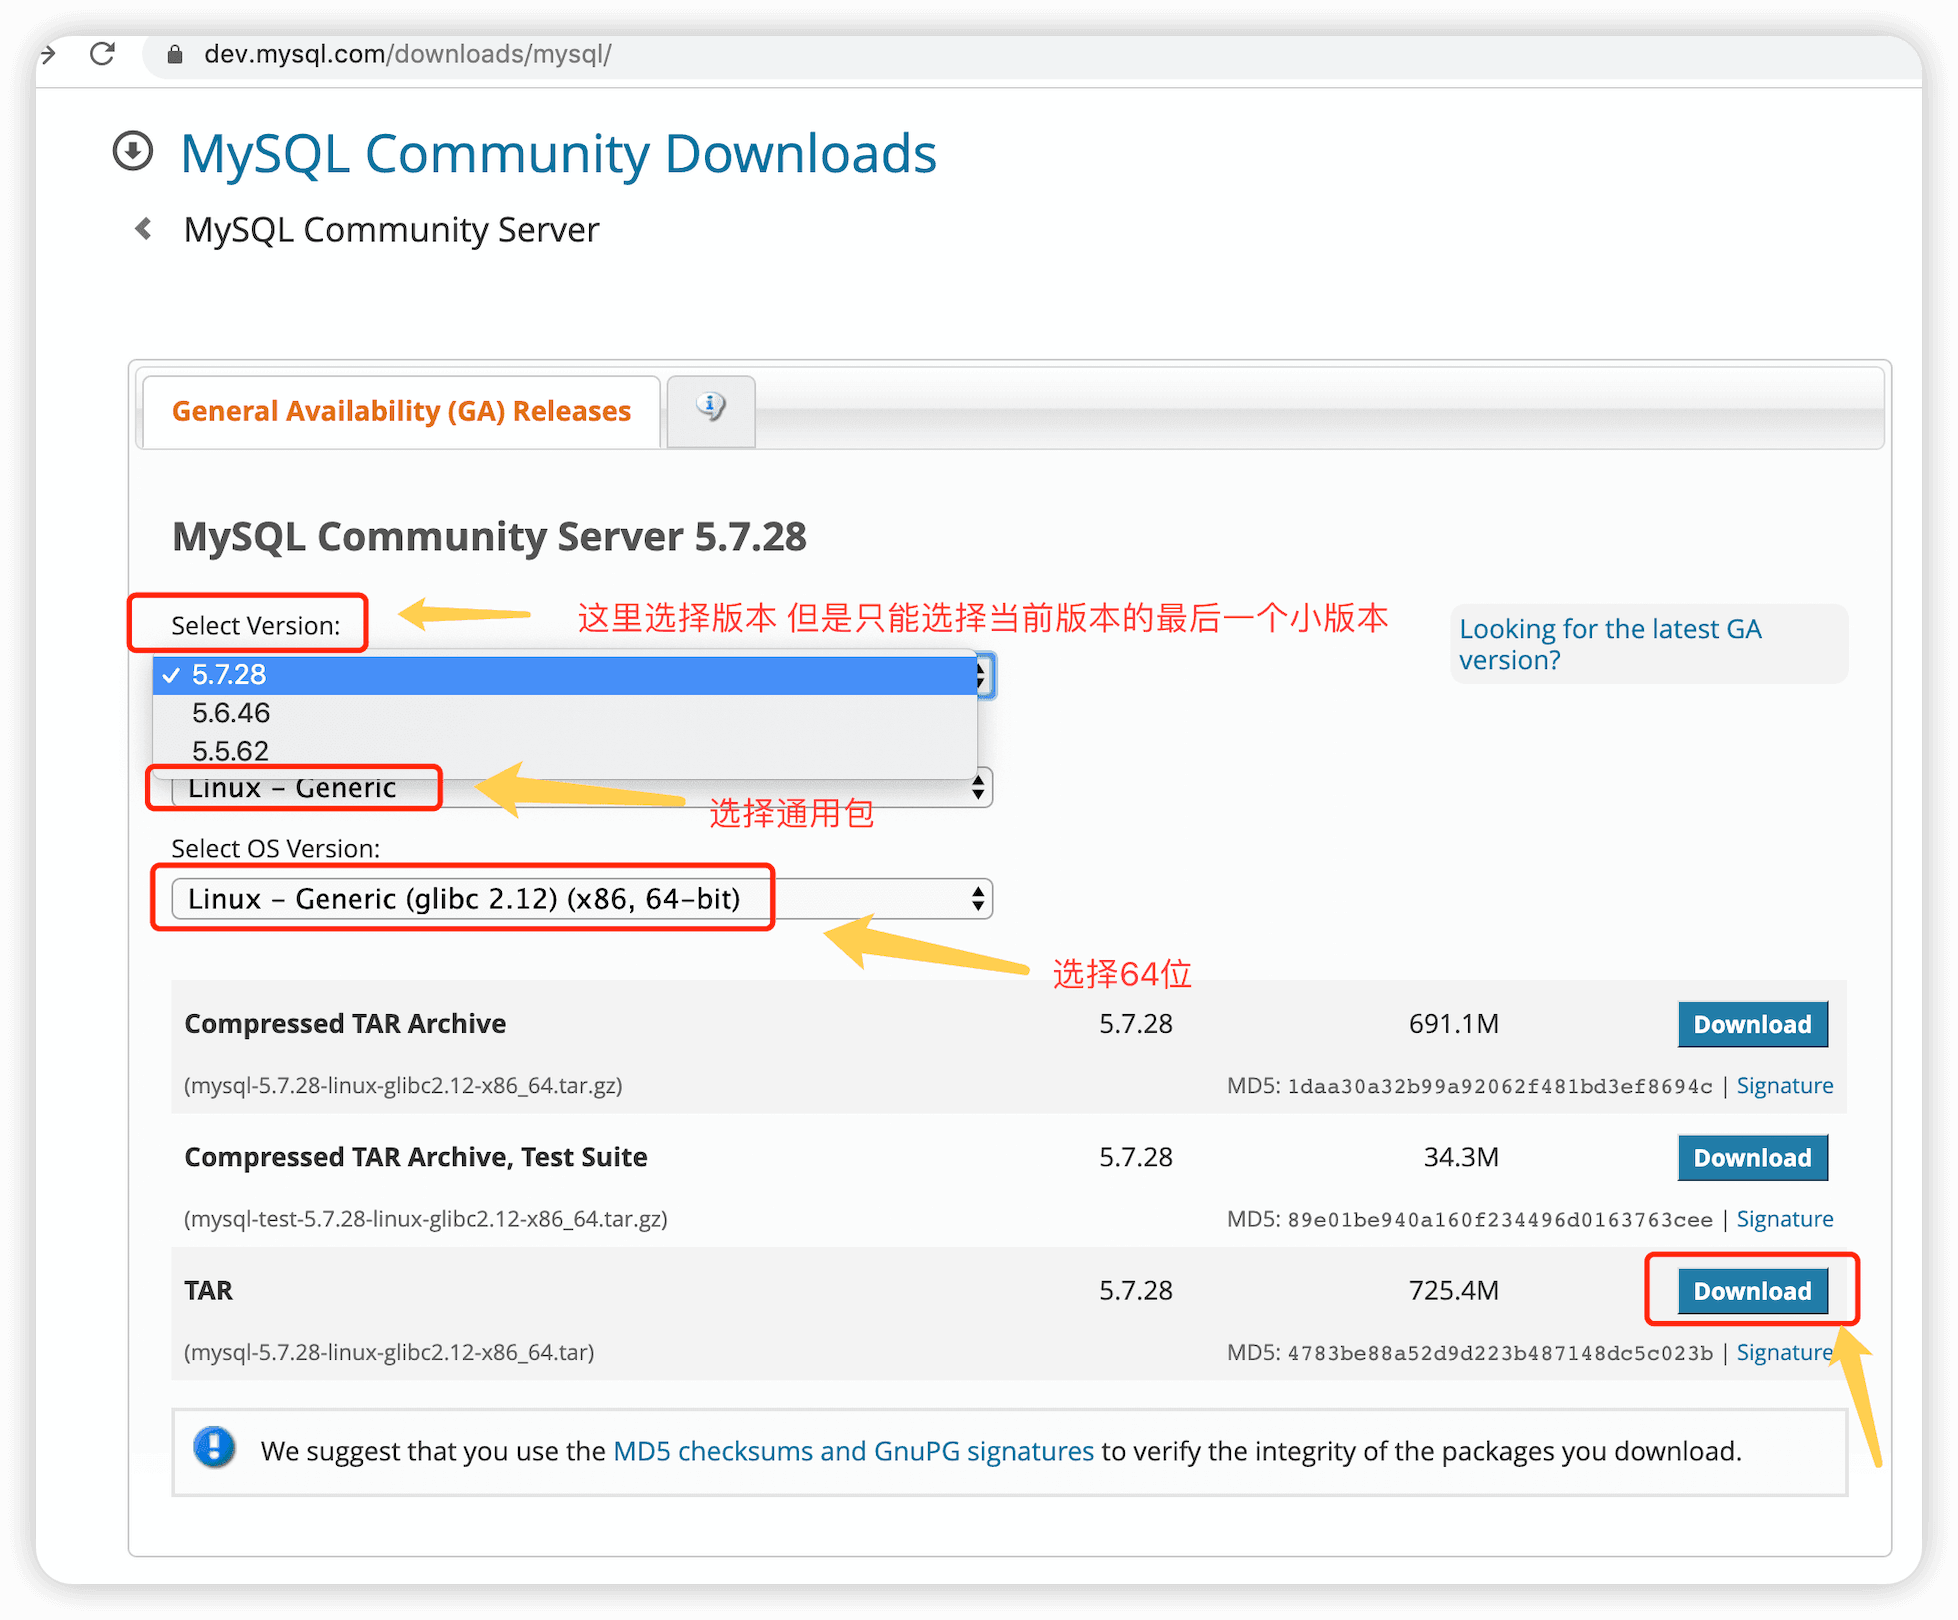 dev.mysql.com/downloads/mysql/
MySQL Community Downloads
MySQL Community Server
General Availability (GA) Releases
MySQL Community Server 5.7.28
Select Version:
这里选择版本 但是只能选择当前版本的最后一个小版本
Looking for the latest GA
version?
5.7.28
5.6.46
5.5.62
Linux – Generic
选择通用包
Select OS Version:
Linux – Generic (glibc 2.12) (x86, 64-bit)
选择64位
Compressed TAR Archive 5.7.28 691.1M Download
(mysql-5.7.28-linux-glibc2.12-x86_64.tar.gz) MD5: 1daa30a32b99a92062f481bd3ef8694c | Signature
Compressed TAR Archive, Test Suite 5.7.28 34.3M Download
(mysql-test-5.7.28-linux-glibc2.12-x86_64.tar.gz) MD5: 89e01be940a160f234496d0163763cee | Signature
TAR 5.7.28 725.4M Download
(mysql-5.7.28-linux-glibc2.12-x86_64.tar) MD5: 4783be88a52d9d223b487148dc5c023b | Signature
We suggest that you use the MD5 checksums and GnuPG signatures to verify the integrity of the packages you download.